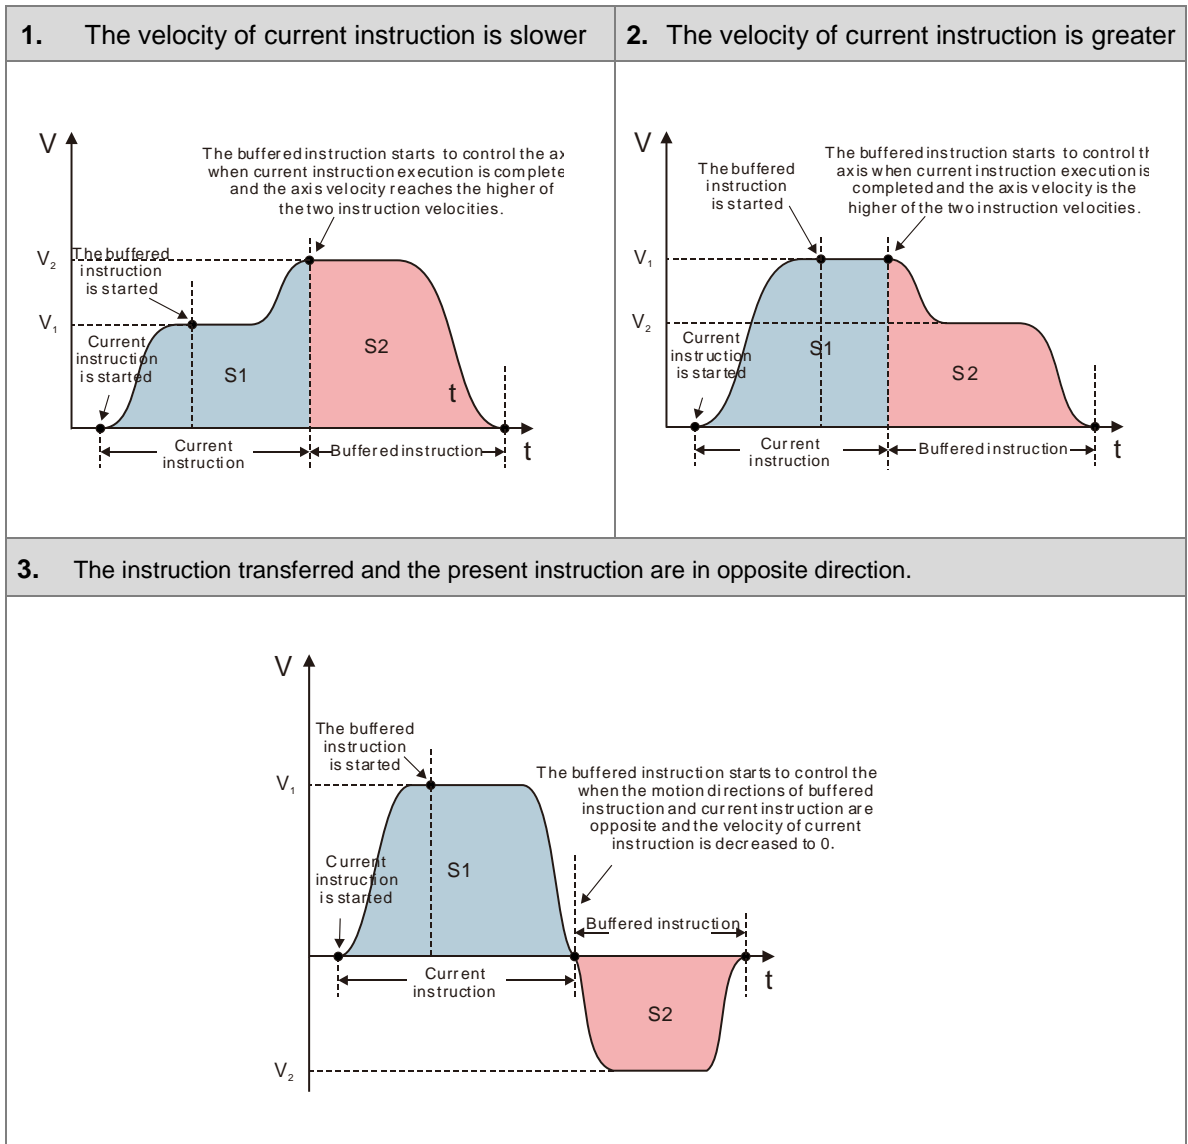 1. The velocity of current instruction is slower
2. The velocity of current instruction is greater
V
The buffered instruction starts to control the ax
when current instruction execution is complete
and the axis velocity reaches the higher of
the two instruction velocities.
V2
The buffered
instruction
is started
V1
Current
instruction
is started
S1
S2
t
Current
instruction
Buffered instruction
t
V
The buffered
instruction
is started
The buffered instruction starts to control th
axis when current instruction execution is
completed and the axis velocity is the
higher of the two instruction velocities.
V1
V2
Current
instruction
is started
S1
S2
Current
instruction
Buffered instruction
t
3. The instruction transferred and the present instruction are in opposite direction.
V
The buffered
instruction
is started
V1
The buffered instruction starts to control the
when the motion directions of buffered
instruction and current instruction are
opposite and the velocity of current
instruction is decreased to 0.
Current
instruction
is started
S1
Buffered instruction
Current
instruction
t
S2
V2